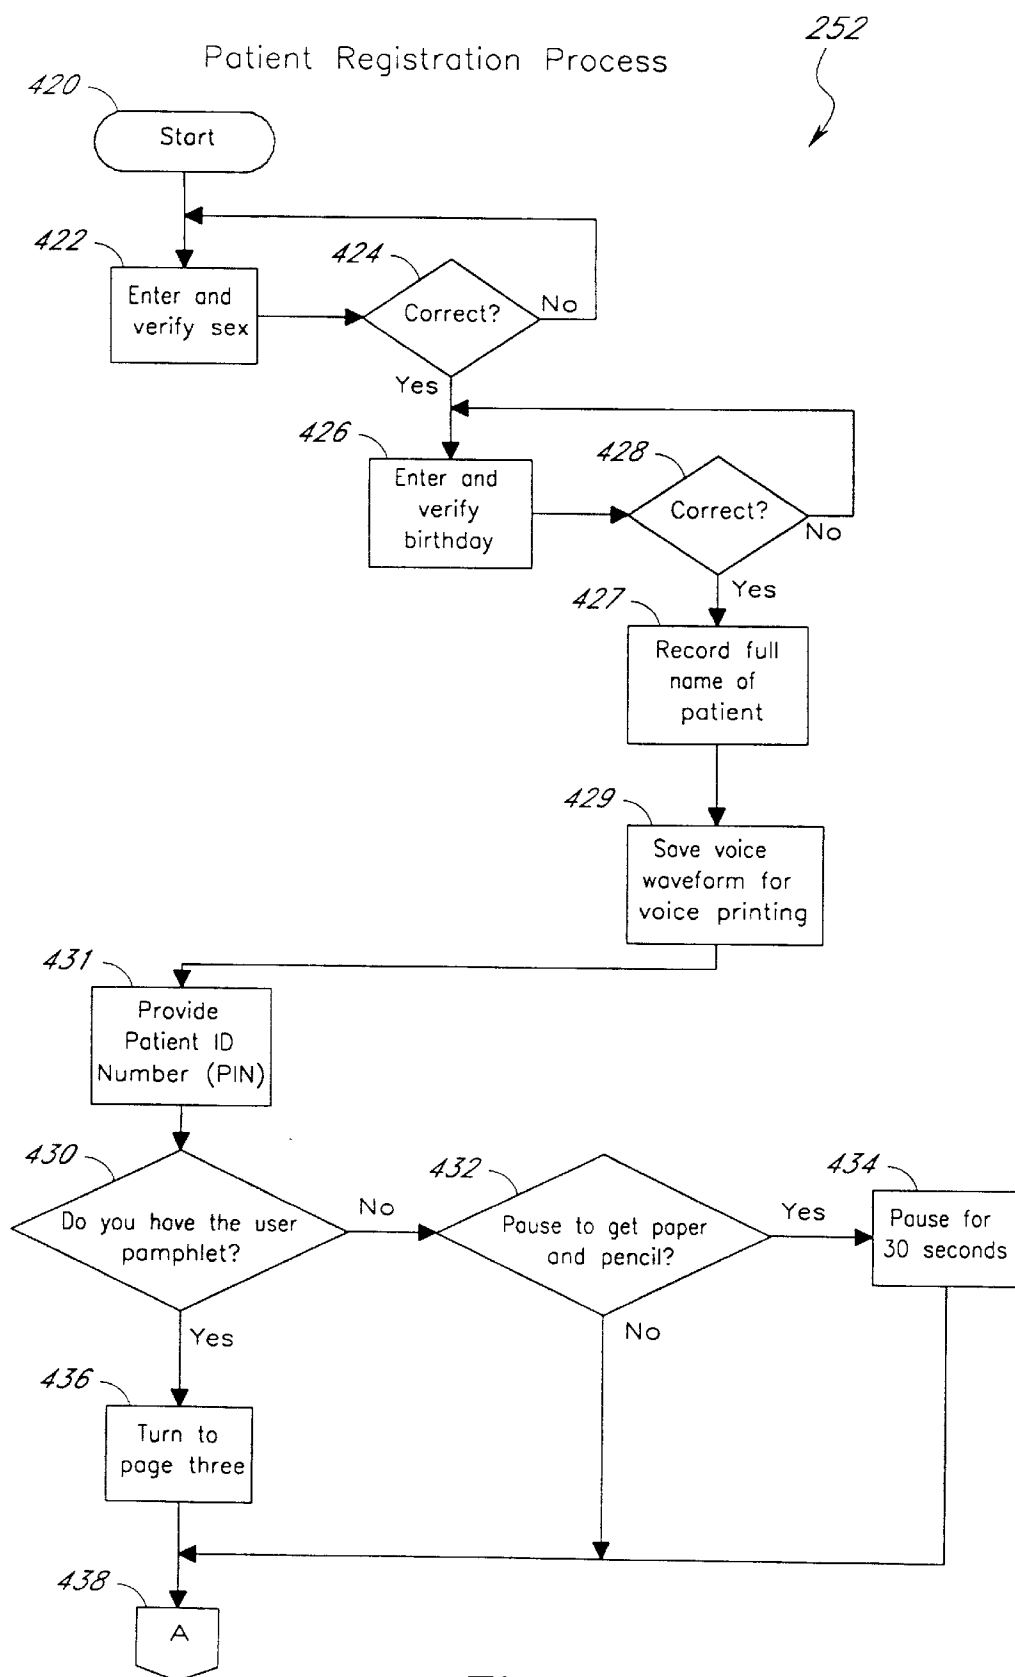 252
Patient Registration Process
420
Start
422
Enter and
verify sex
424
Correct?
No
Yes
426
Enter and
verify
birthday
428
Correct?
No
Yes
427
Record full
name of
patient
429
Save voice
waveform for
voice printing
431
Provide
Patient ID
Number (PIN)
430
Do you have the user
pamphlet?
No
432
Pause to get paper
and pencil?
Yes
434
Pause for
30 seconds
Yes
No
436
Turn to
page three
438
A